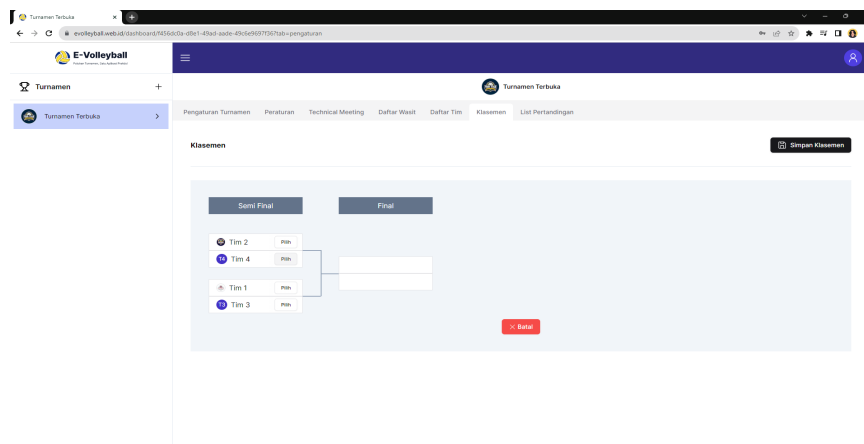 Turnamen Terbuka
evolleyball.web.id/dashboard/f456dc0a-d8e1-49ad-aade-49c6e9697f36?tab=pengaturan
E-Volleyball
Turnamen
Turnamen Terbuka
Turnamen Terbuka
Pengaturan Turnamen Peraturan Technical Meeting Daftar Wasit Daftar Tim Klasemen List Pertandingan
Klasemen
Simpan Klasemen
Semi Final Final
Tim 2 Pilih
T4 Tim 4 Pilih
Tim 1 Pilih
T3 Tim 3 Pilih
Batal